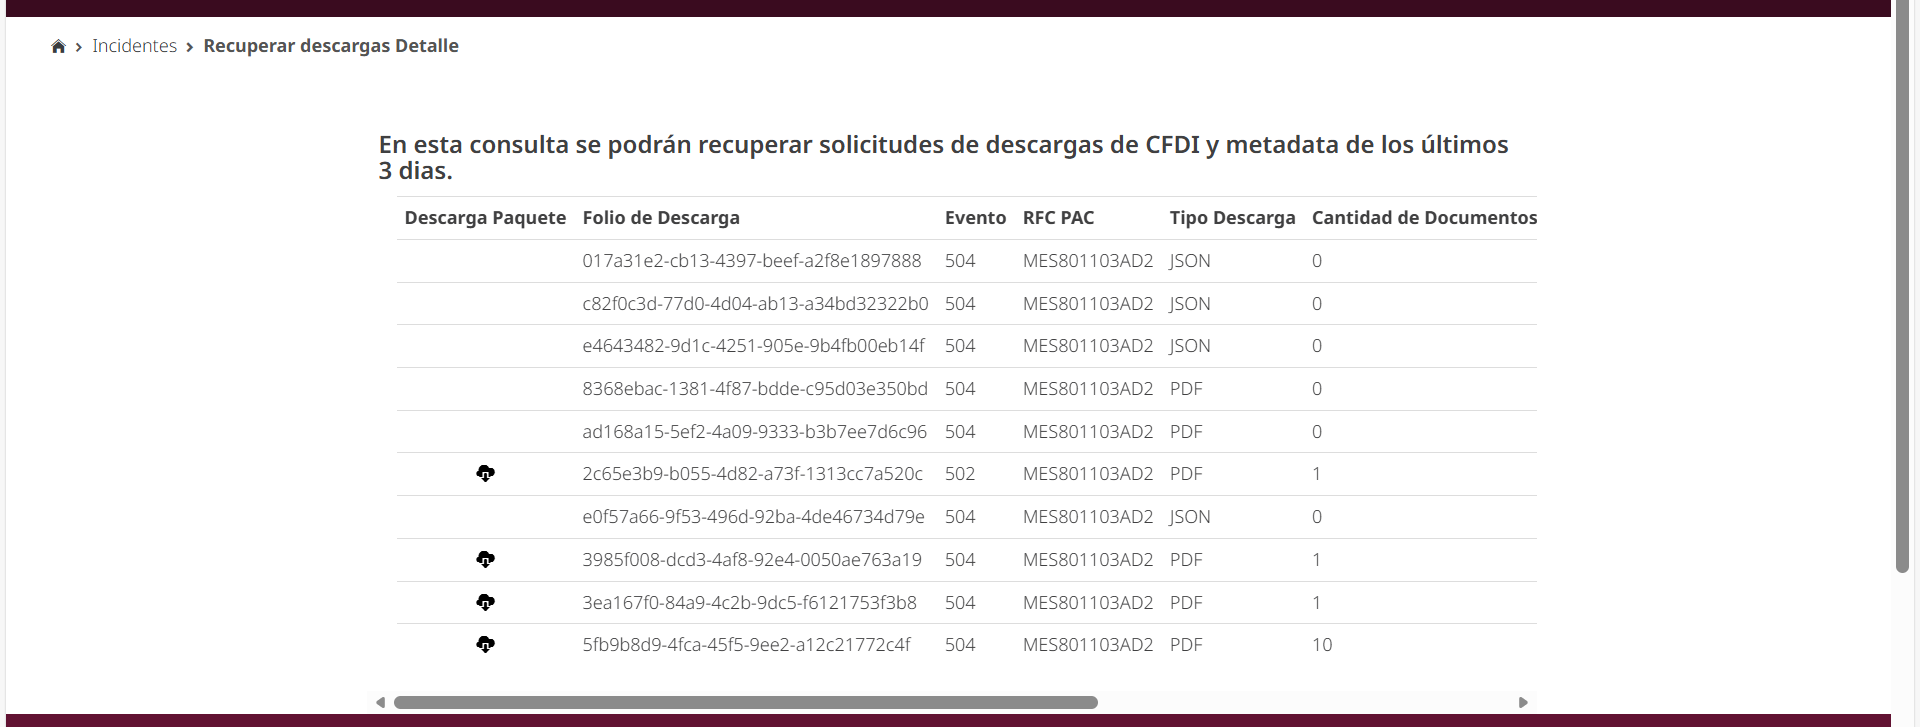 Incidentes Recuperar descargas Detalle
En esta consulta se podrán recuperar solicitudes de descargas de CFDI y metadata de los últimos
3 dias.
Descarga Paquete Folio de Descarga Evento RFC PAC Tipo Descarga Cantidad de Documentos
017a31e2-cb13-4397-beef-a2f8e1897888 504 MES801103AD2 JSON 0
c82f0c3d-77d0-4d04-ab13-a34bd32322b0 504 MES801103AD2 JSON 0
e4643482-9d1c-4251-905e-9b4fb00eb14f 504 MES801103AD2 JSON 0
8368ebac-1381-4f87-bdde-c95d03e350bd 504 MES801103AD2 PDF 0
ad168a15-5ef2-4a09-9333-b3b7ee7d6c96 504 MES801103AD2 PDF 0
2c65e3b9-b055-4d82-a73f-1313cc7a520c 502 MES801103AD2 PDF 1
e0f57a66-9f53-496d-92ba-4de46734d79e 504 MES801103AD2 JSON 0
3985f008-dcd3-4af8-92e4-0050ae763a19 504 MES801103AD2 PDF 1
3ea167f0-84a9-4c2b-9dc5-f6121753f3b8 504 MES801103AD2 PDF 1
5fb9b8d9-4fca-45f5-9ee2-a12c21772c4f 504 MES801103AD2 PDF 10